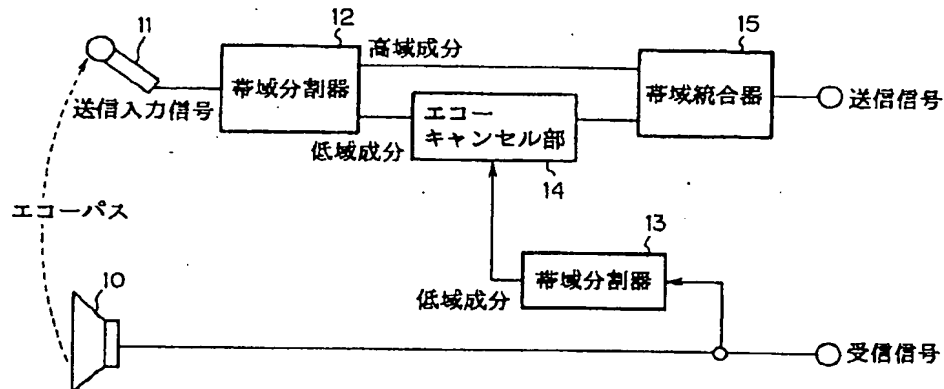 11
12
15
高域成分
帯域分割器
帯域統合器
送信信号
送信入力信号
エコー
キャンセル部
低域成分
14
エコーパス
13
帯域分割器
低域成分
10
受信信号